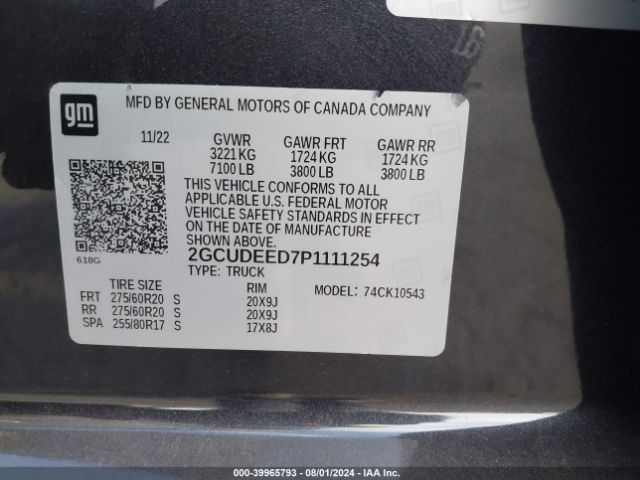 gm
MFD BY GENERAL MOTORS OF CANADA COMPANY
11/22 GVWR GAWR FRT GAWR RR
3221 KG 1724 KG 1724 KG
7100 LB 3800 LB 3800 LB
THIS VEHICLE CONFORMS TO ALL
APPLICABLE U.S. FEDERAL MOTOR
VEHICLE SAFETY STANDARDS IN EFFECT
ON THE DATE OF MANUFACTURE
SHOWN ABOVE.
618G
2GCUDEED7P1111254
TYPE: TRUCK
TIRE SIZE RIM MODEL: 74CK10543
FRT 275/60R20 S 20X9J
RR 275/60R20 S 20X9J
SPA 255/80R17 S 17X8J
000-39965793 - 08/01/2024 - IAA Inc.